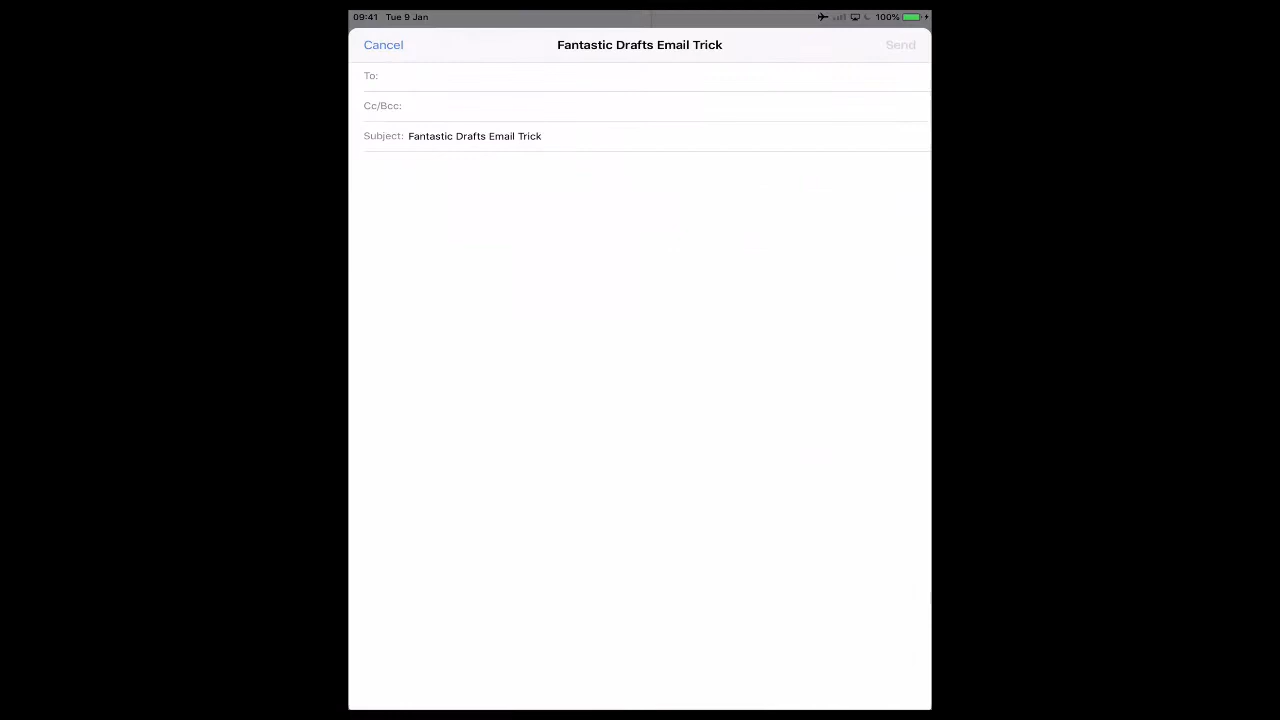 09:41 Tue 9 Jan 100%
Cancel Fantastic Drafts Email Trick Send
To:
Cc/Bcc:
Subject: Fantastic Drafts Email Trick